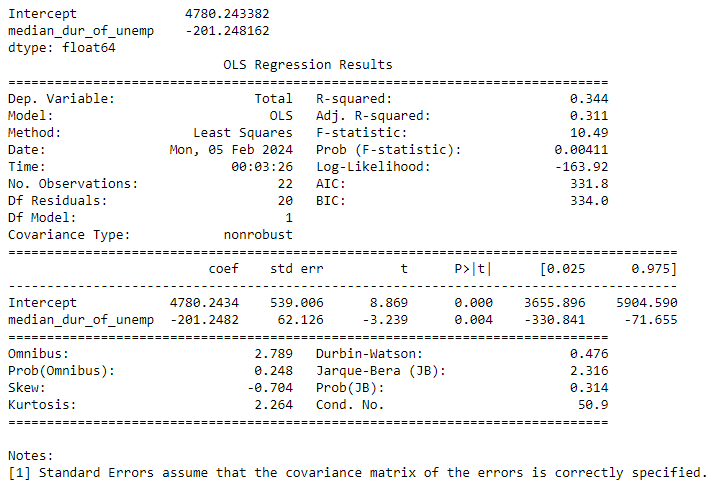 Intercept             4780.243382
median_dur_of_unemp    -201.248162
dtype: float64
                            OLS Regression Results
==============================================================================
Dep. Variable:                  Total   R-squared:                       0.344
Model:                            OLS   Adj. R-squared:                  0.311
Method:                 Least Squares   F-statistic:                     10.49
Date:                Mon, 05 Feb 2024   Prob (F-statistic):            0.00411
Time:                        00:03:26   Log-Likelihood:                -163.92
No. Observations:                  22   AIC:                             331.8
Df Residuals:                      20   BIC:                             334.0
Df Model:                           1
Covariance Type:            nonrobust
=======================================================================================
                          coef    std err          t      P>|t|      [0.025      0.975]
---------------------------------------------------------------------------------------
Intercept            4780.2434    539.006      8.869      0.000    3655.896    5904.590
median_dur_of_unemp  -201.2482     62.126     -3.239      0.004    -330.841     -71.655
==============================================================================
Omnibus:                        2.789   Durbin-Watson:                   0.476
Prob(Omnibus):                  0.248   Jarque-Bera (JB):                2.316
Skew:                          -0.704   Prob(JB):                        0.314
Kurtosis:                       2.264   Cond. No.                         50.9
==============================================================================
Notes:
[1] Standard Errors assume that the covariance matrix of the errors is correctly specified.